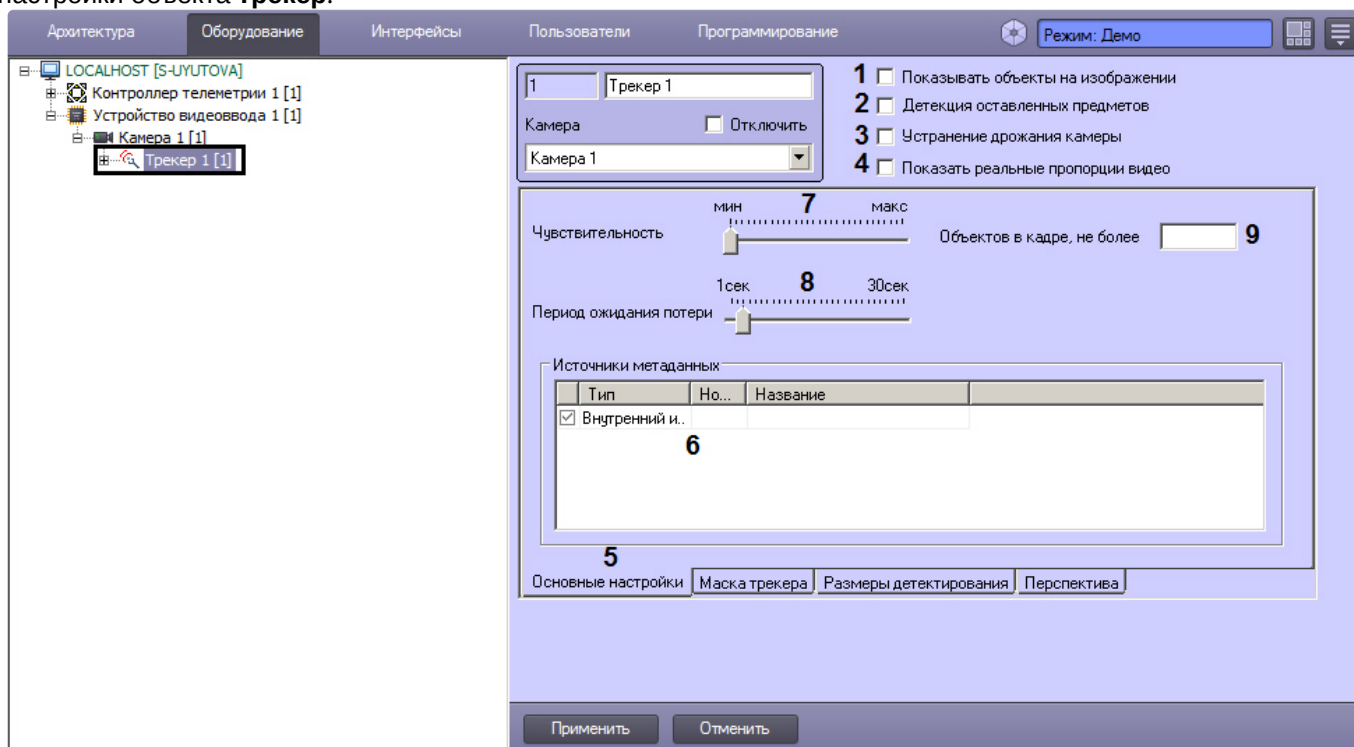 настройки объекта Трекер.
Архитектура Оборудование Интерфейсы Пользователи Программирование Режим: Демо
LOCALHOST [S-UYUTOVA]
Контроллер телеметрии 1 [1]
Устройство видеоввода 1 [1]
Камера 1 [1]
Трекер 1 [1]
1 Трекер 1
Камера Отключить
Камера 1
1 Показывать объекты на изображении
2 Детекция оставленных предметов
3 Устранение дрожания камеры
4 Показать реальные пропорции видео
мин 7 макс
Чувствительность
Объектов в кадре, не более 9
1сек 8 30сек
Период ожидания потери
Источники метаданных
Тип Но... Название
Внутренний и..
6
5
Основные настройки Маска трекера Размеры детектирования Перспектива
Применить Отменить